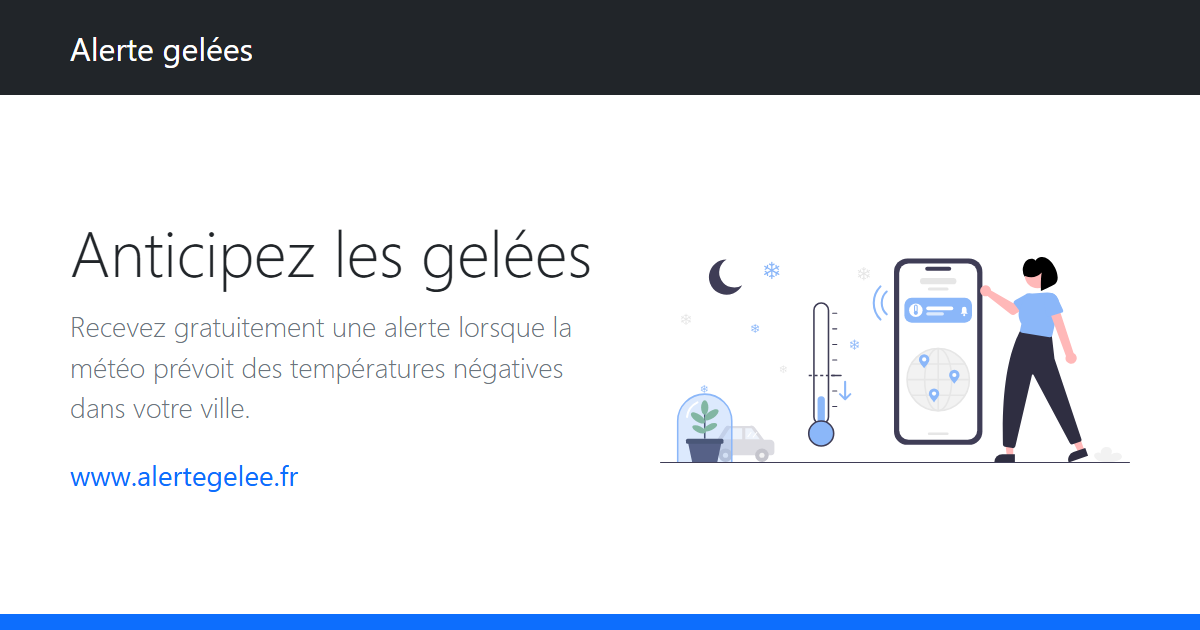 Alerte gelées
Anticipez les gelées
Recevez gratuitement une alerte lorsque la
météo prévoit des températures négatives
dans votre ville.
www.alertegelee.fr